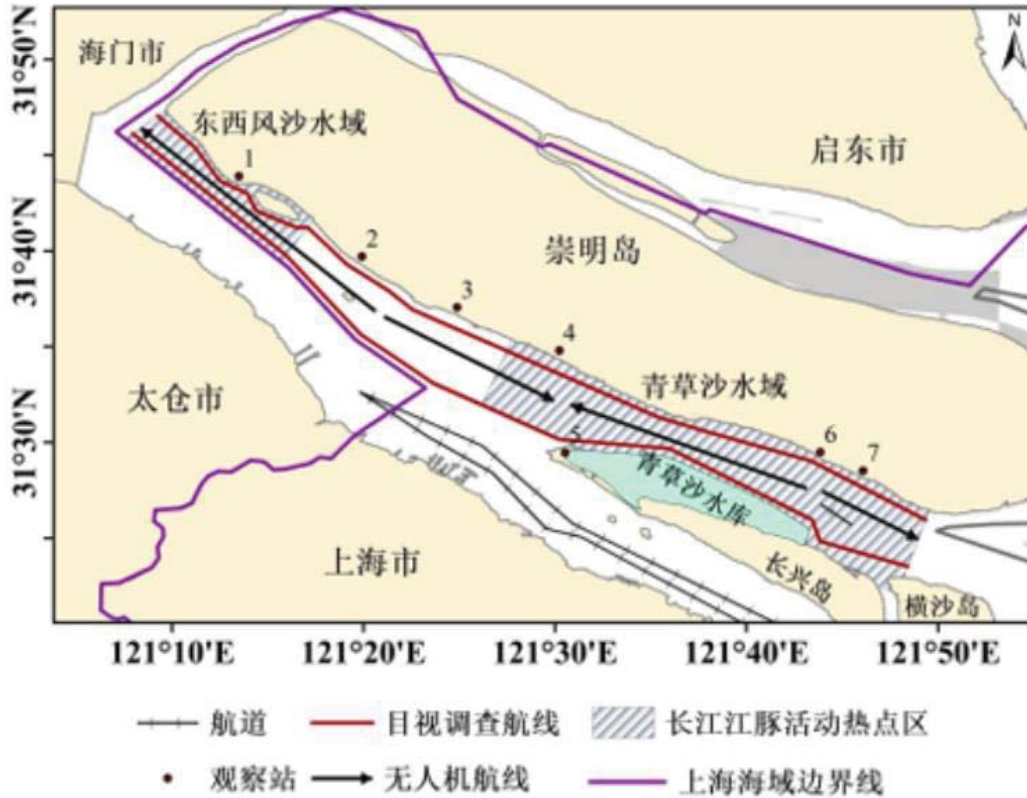 N
31°50'N
31°40'N
31°30'N
海门市
东西风沙水域
启东市
1
2
崇明岛
3
4
太仓市
青草沙水域
5
6
7
青草沙水库
上海市
长兴岛
横沙岛
121°10'E 121°20'E 121°30'E 121°40'E 121°50'E
航道 目视调查航线 长江江豚活动热点区
观察站 无人机航线 上海海域边界线